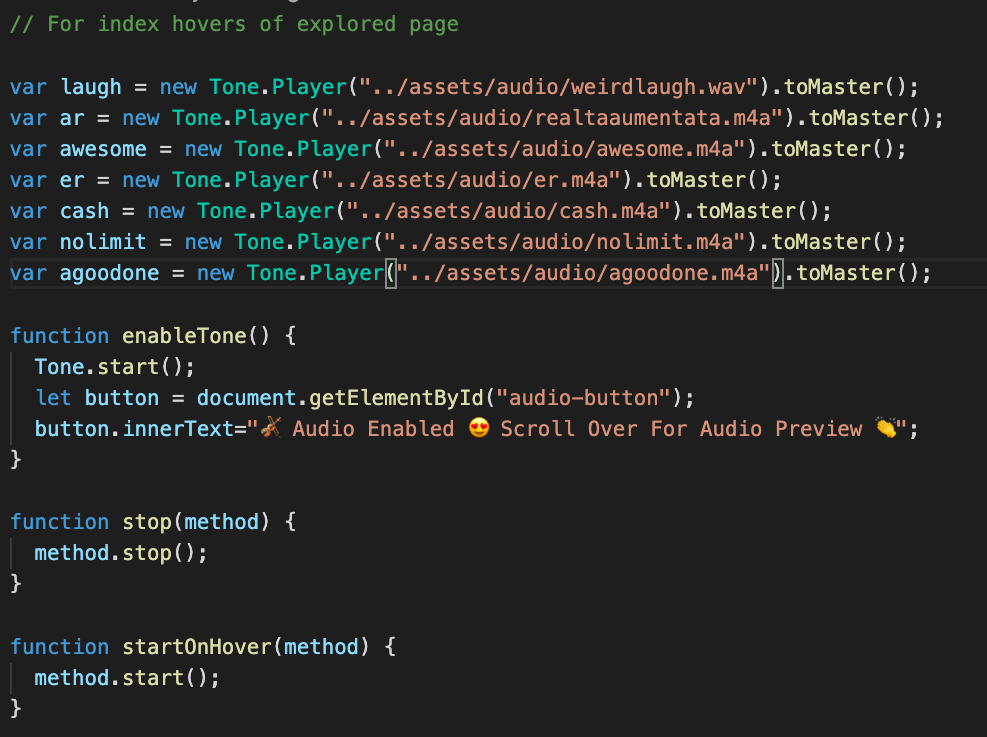 // For index hovers of explored page
var laugh = new Tone.Player("../assets/audio/weirdlaugh.wav").toMaster();
var ar = new Tone.Player("../assets/audio/realtaaumentata.m4a").toMaster();
var awesome = new Tone.Player("../assets/audio/awesome.m4a").toMaster();
var er = new Tone.Player("../assets/audio/er.m4a").toMaster();
var cash = new Tone.Player("../assets/audio/cash.m4a").toMaster();
var nolimit = new Tone.Player("../assets/audio/nolimit.m4a").toMaster();
var agoodone = new Tone.Player("../assets/audio/agoodone.m4a").toMaster();
function enableTone() {
  Tone.start();
  let button = document.getElementById("audio-button");
  button.innerText="🎻 Audio Enabled 😍 Scroll Over For Audio Preview 👏";
}
function stop(method) {
  method.stop();
}
function startOnHover(method) {
  method.start();
}